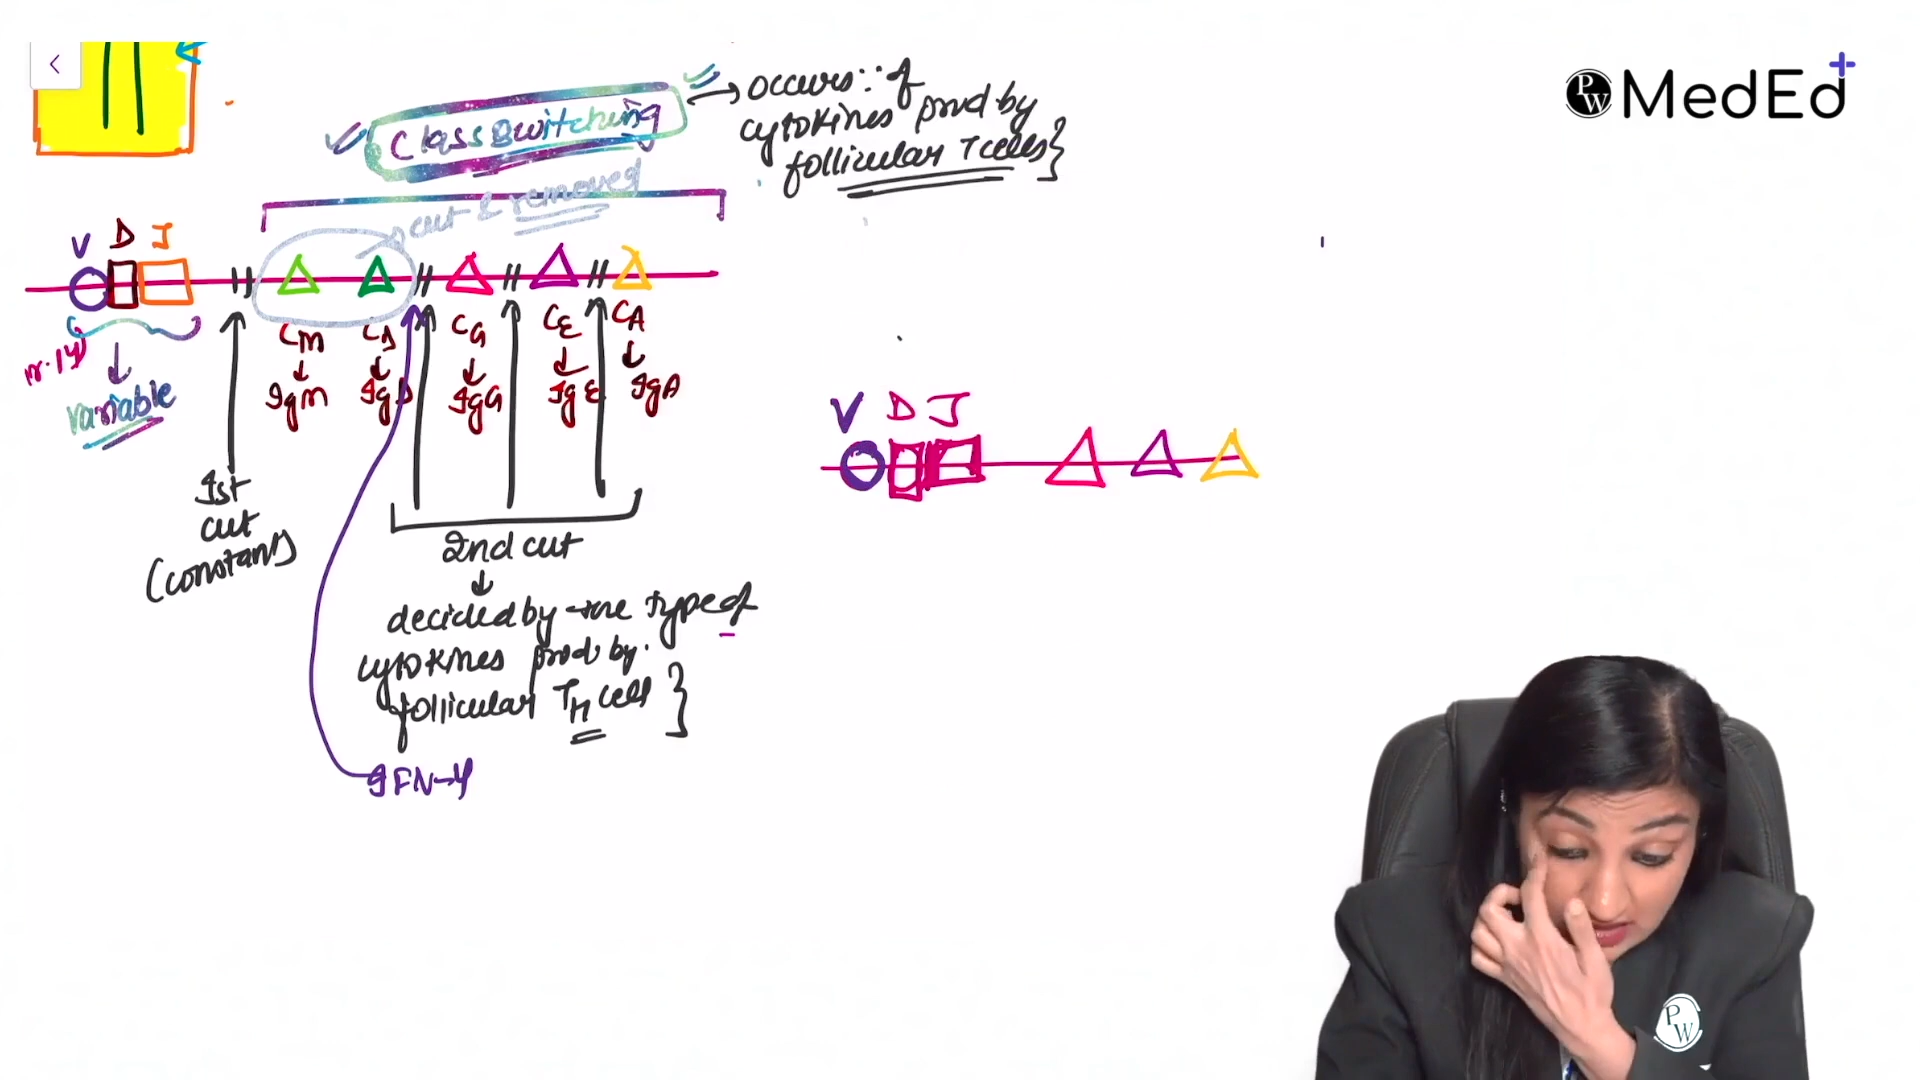 Class Switching
→ occurs ∵ of
cytokines prod by
follicular T cells}
MedEd+
PW
→ cut & removed
V D J
CM CD CG CE CA
IgM IgD IgG IgE IgA
variable
1st
cut
(constant)
2nd cut
decided by the type of
cytokines prod by.
follicular TH cell }
IFN-γ
V D J
PW